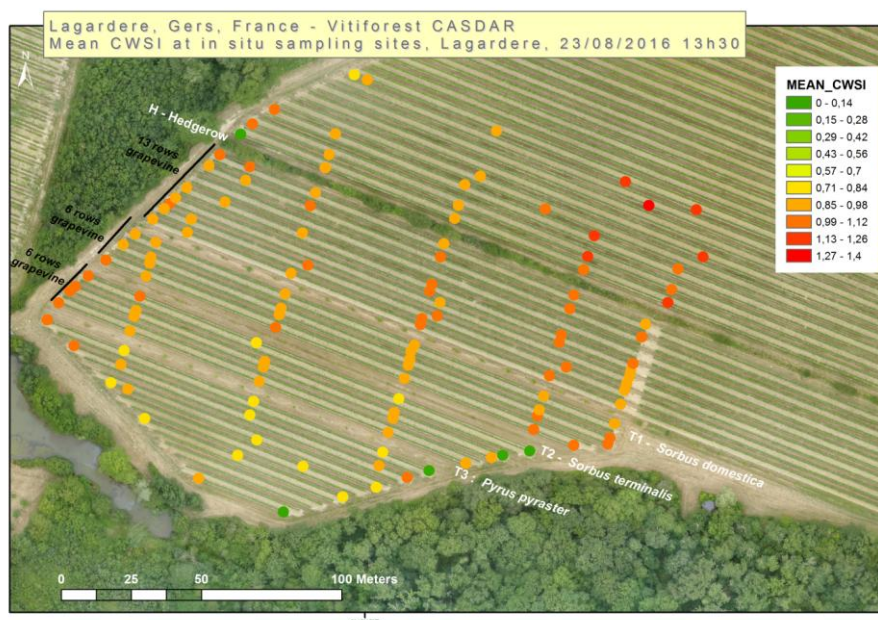 Lagardere, Gers, France - Vitiforest CASDAR
Mean CWSI at in situ sampling sites, Lagardere, 23/08/2016 13h30
N
H - Hedgerow
13 rows
grapevine
6 rows
grapevine
6 rows
grapevine
MEAN_CWSI
0 - 0,14
0,15 - 0,28
0,29 - 0,42
0,43 - 0,56
0,57 - 0,7
0,71 - 0,84
0,85 - 0,98
0,99 - 1,12
1,13 - 1,26
1,27 - 1,4
T1 - Sorbus domestica
T2 - Sorbus terminalis
T3 : Pyrus pyraster
0 25 50 100 Meters